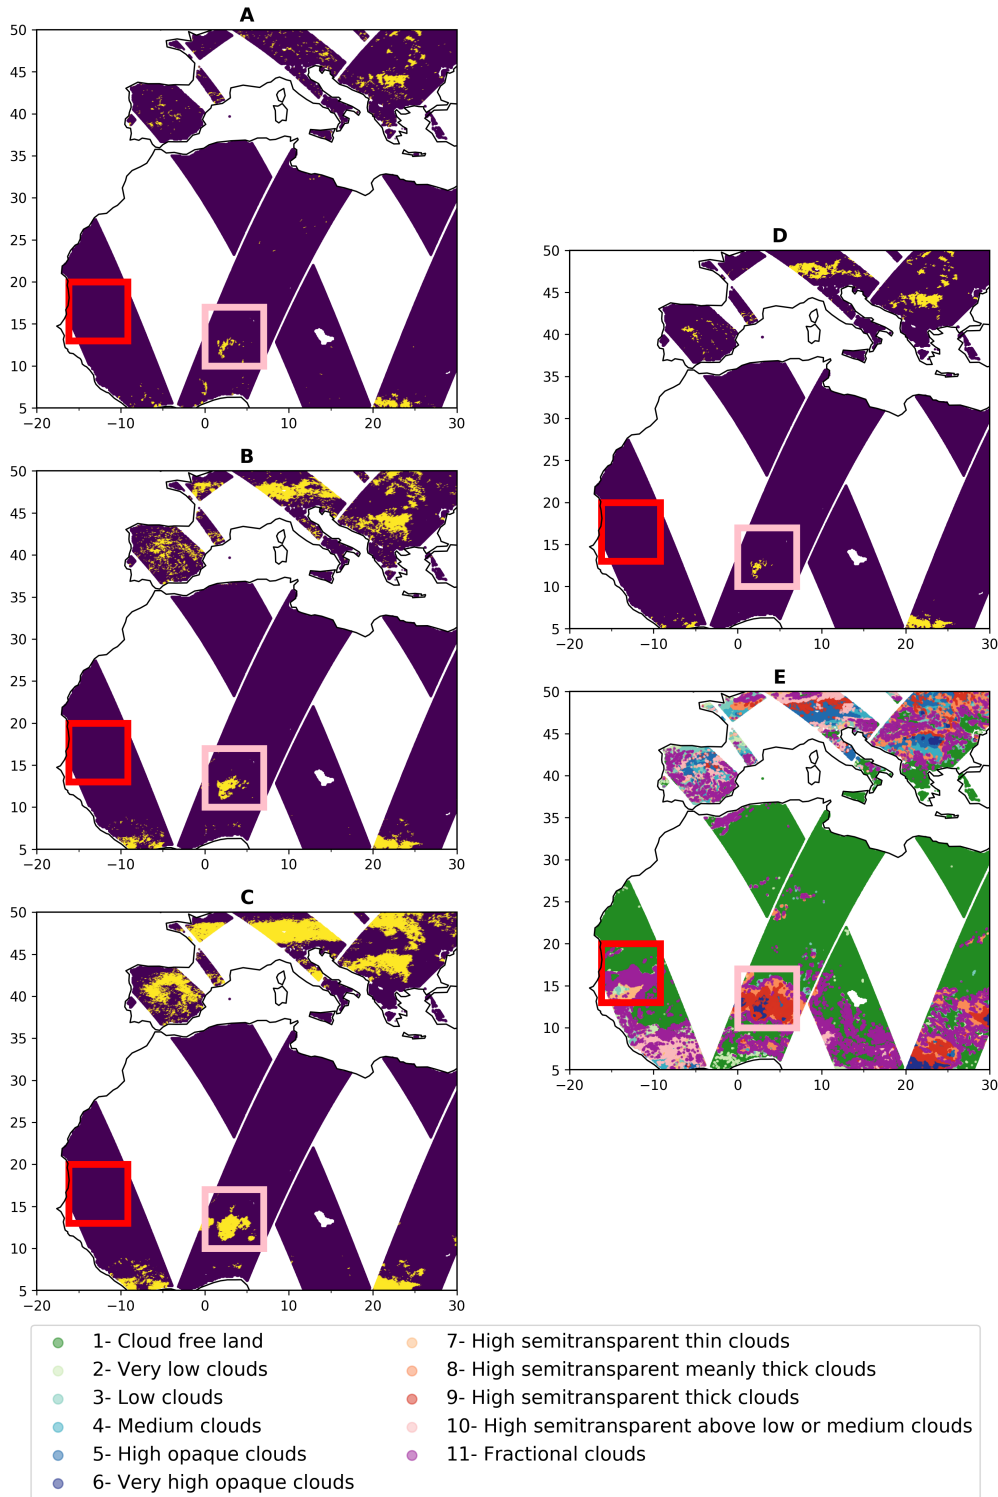 A
50
45
40
35
30
25
20
15
10
5
−20 −10 0 10 20 30
B
50
45
40
35
30
25
20
15
10
5
−20 −10 0 10 20 30
C
50
45
40
35
30
25
20
15
10
5
−20 −10 0 10 20 30
D
50
45
40
35
30
25
20
15
10
5
−20 −10 0 10 20 30
E
50
45
40
35
30
25
20
15
10
5
−20 −10 0 10 20 30
1- Cloud free land
2- Very low clouds
3- Low clouds
4- Medium clouds
5- High opaque clouds
6- Very high opaque clouds
7- High semitransparent thin clouds
8- High semitransparent meanly thick clouds
9- High semitransparent thick clouds
10- High semitransparent above low or medium clouds
11- Fractional clouds